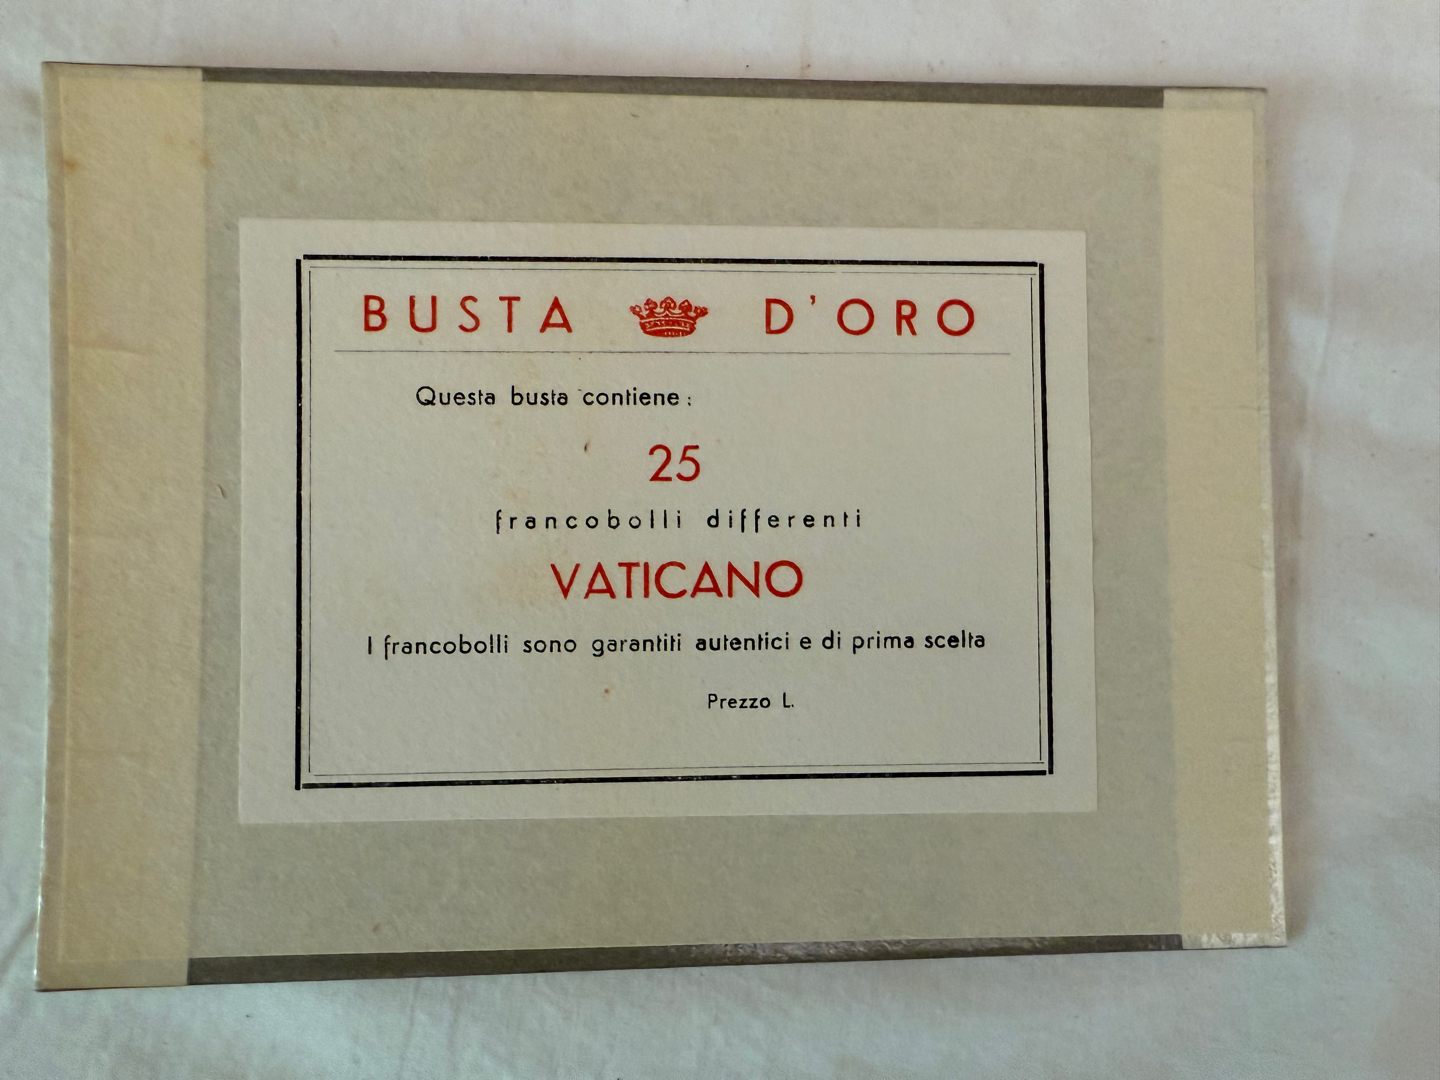 BUSTA D'ORO
Questa busta contiene:
25
francobolli differenti
VATICANO
I francobolli sono garantiti autentici e di prima scelta
Prezzo L.